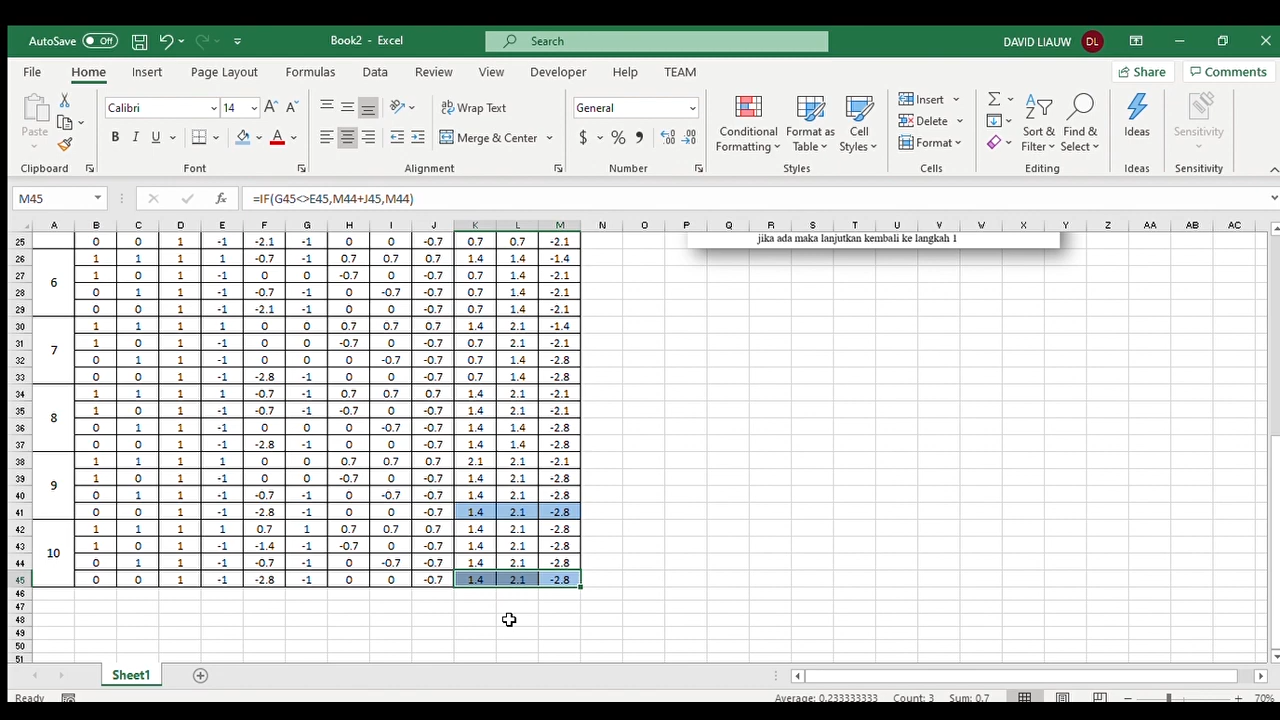 AutoSave Off Book2 - Excel Search DAVID LIAUW DL
File Home Insert Page Layout Formulas Data Review View Developer Help TEAM Share Comments
Calibri 14 Wrap Text General Insert
Paste B I U Merge & Center $ % Conditional Formatting Format as Table Cell Styles Delete Format Sort & Filter Find & Select Ideas Sensitivity
Clipboard Font Alignment Number Styles Cells Editing Ideas Sensitivity
M45 fx =IF(G45<>E45,M44+J45,M44)
A B C D E F G H I J K L M N O P Q R S T U V W X Y Z AA AB AC
25 0 0 1 -1 -2.1 -1 0 0 -0.7 0.7 0.7 -2.1 jika ada maka lanjutkan kembali ke langkah 1
26 1 1 1 1 -0.7 -1 0.7 0.7 0.7 1.4 1.4 -1.4
27 6 1 0 1 -1 0 0 -0.7 0 -0.7 0.7 1.4 -2.1
28 0 1 1 -1 -0.7 -1 0 -0.7 -0.7 0.7 1.4 -2.1
29 0 0 1 -1 -2.1 -1 0 0 -0.7 0.7 1.4 -2.1
30 1 1 1 1 0 0 0.7 0.7 0.7 1.4 2.1 -1.4
31 7 1 0 1 -1 0 0 -0.7 0 -0.7 0.7 2.1 -2.1
32 0 1 1 -1 0 0 0 -0.7 -0.7 0.7 1.4 -2.8
33 0 0 1 -1 -2.8 -1 0 0 -0.7 0.7 1.4 -2.8
34 1 1 1 1 -0.7 -1 0.7 0.7 0.7 1.4 2.1 -2.1
35 8 1 0 1 -1 -0.7 -1 -0.7 0 -0.7 1.4 2.1 -2.1
36 0 1 1 -1 0 0 0 -0.7 -0.7 1.4 1.4 -2.8
37 0 0 1 -1 -2.8 -1 0 0 -0.7 1.4 1.4 -2.8
38 1 1 1 1 0 0 0.7 0.7 0.7 2.1 2.1 -2.1
39 9 1 0 1 -1 0 0 -0.7 0 -0.7 1.4 2.1 -2.8
40 0 1 1 -1 -0.7 -1 0 -0.7 -0.7 1.4 2.1 -2.8
41 0 0 1 -1 -2.8 -1 0 0 -0.7 1.4 2.1 -2.8
42 1 1 1 1 0.7 1 0.7 0.7 0.7 1.4 2.1 -2.8
43 10 1 0 1 -1 -1.4 -1 -0.7 0 -0.7 1.4 2.1 -2.8
44 0 1 1 -1 -0.7 -1 0 -0.7 -0.7 1.4 2.1 -2.8
45 0 0 1 -1 -2.8 -1 0 0 -0.7 1.4 2.1 -2.8
46
47
48
49
50
51
Sheet1
Ready Average: 0.233333333 Count: 3 Sum: 0.7 70%